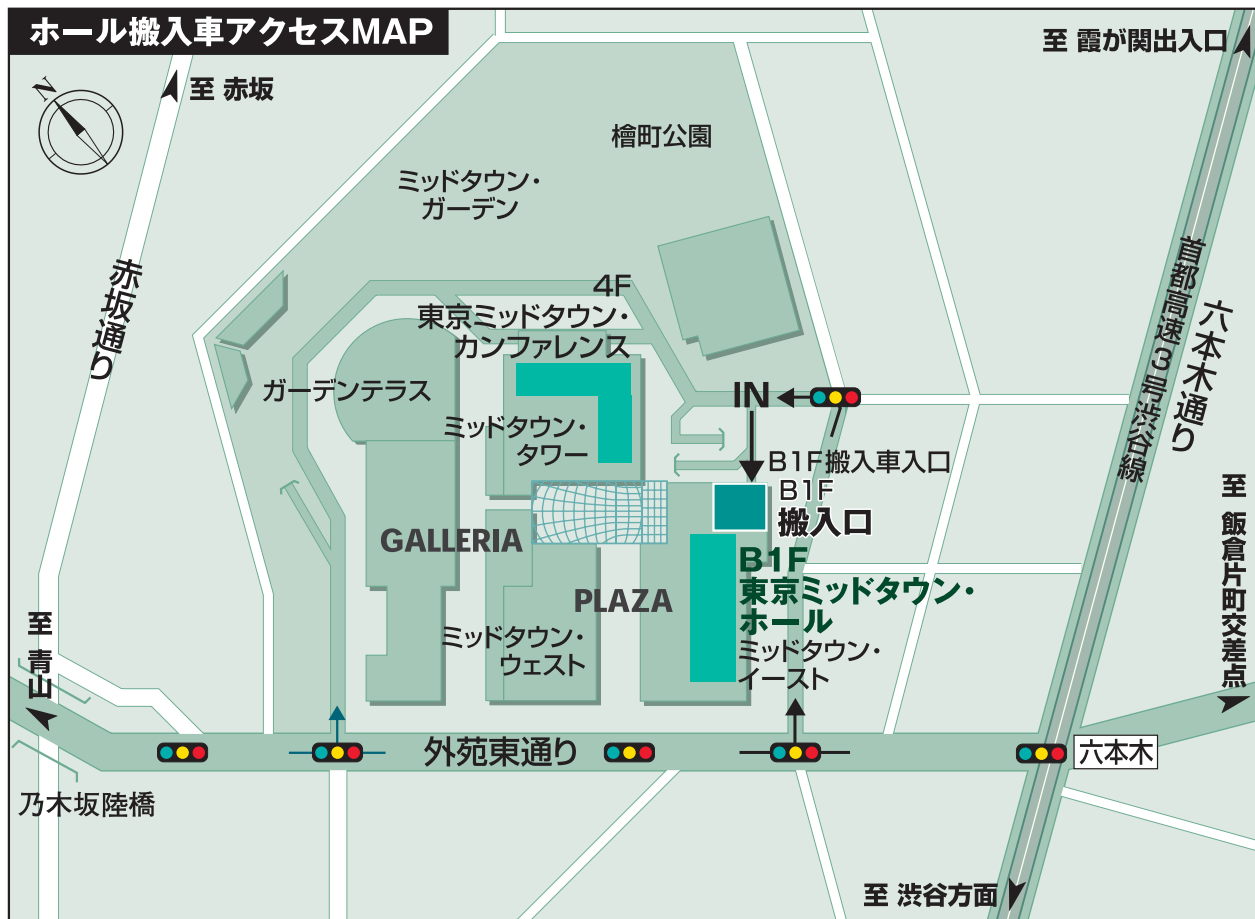 ホール搬入車アクセスMAP
至 霞が関出入口
N
至 赤坂
檜町公園
ミッドタウン・
ガーデン
赤坂通り
4F
東京ミッドタウン・
カンファレンス
ガーデンテラス
ミッドタウン・
タワー
IN
B1F搬入車入口
B1F
搬入口
六本木通り
首都高速3号渋谷線
GALLERIA
PLAZA
B1F
東京ミッドタウン・
ホール
ミッドタウン・
イースト
ミッドタウン・
ウェスト
至 青山
至 飯倉片町交差点
外苑東通り
六本木
乃木坂陸橋
至 渋谷方面